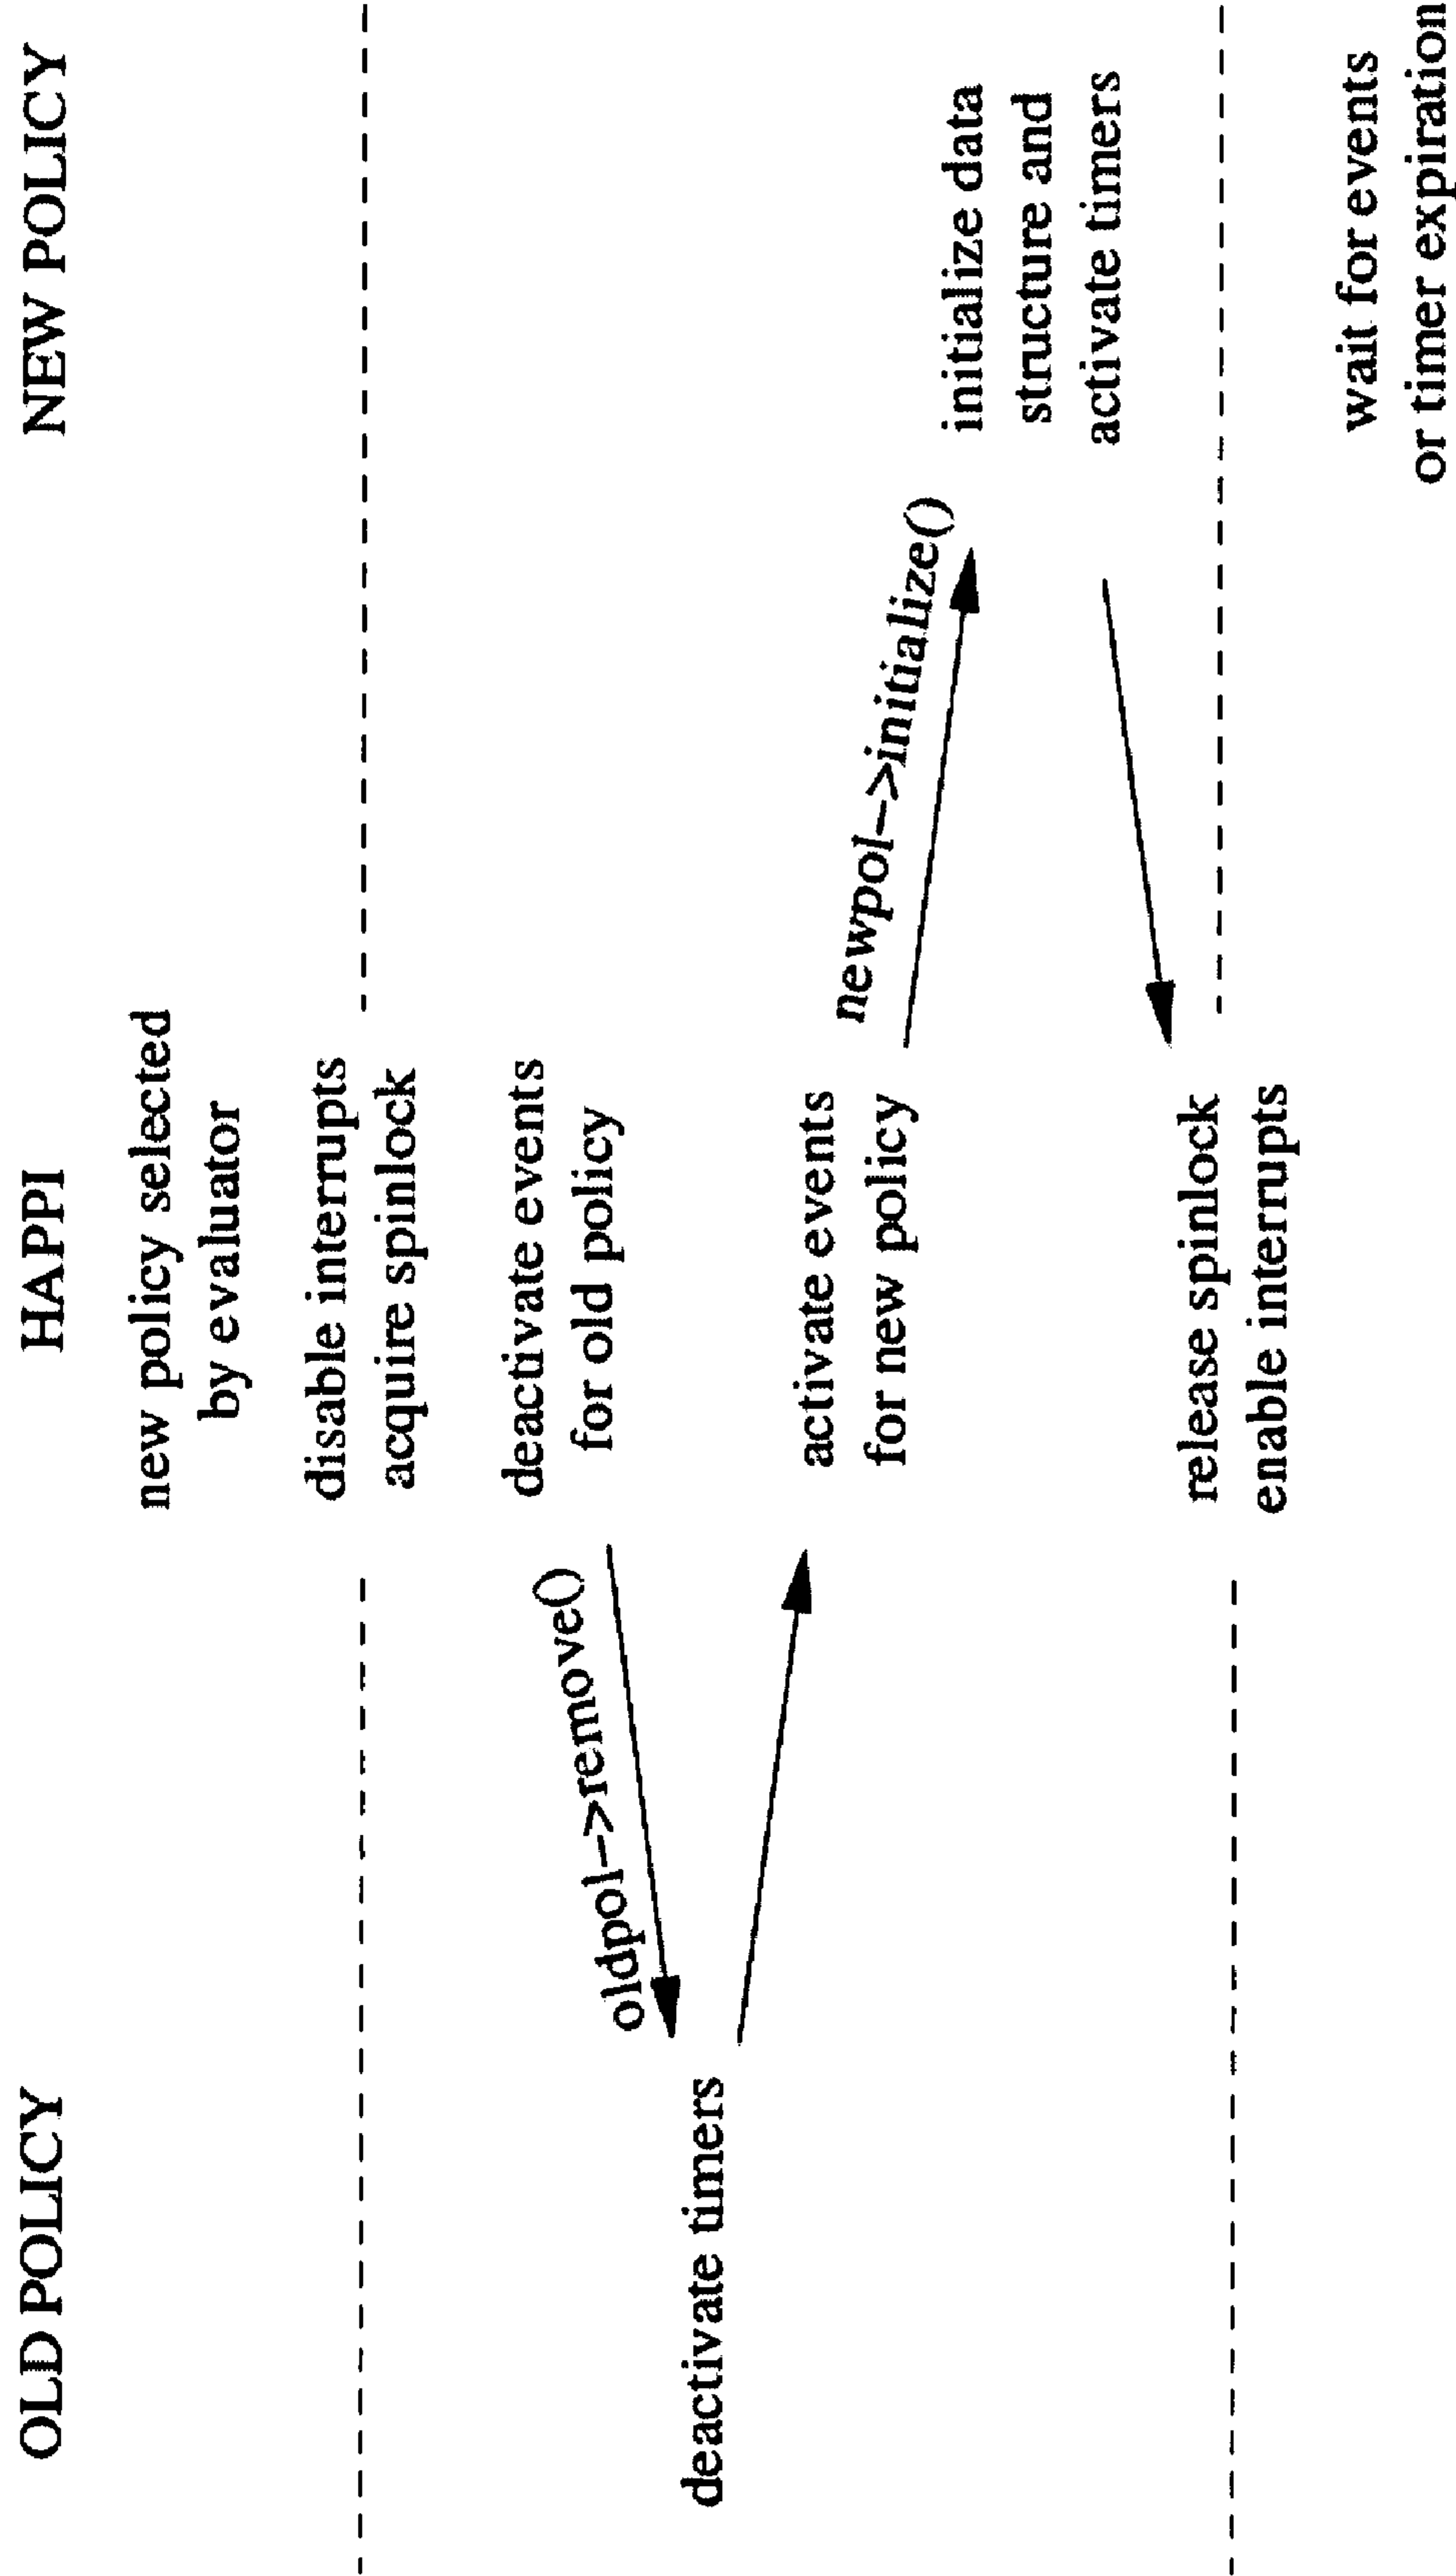 OLD POLICY
HAPPI
NEW POLICY
new policy selected
by evaluator
disable interrupts
acquire spinlock
deactivate events
for old policy
oldpol->remove()
deactivate timers
activate events
for new policy
newpol->initialize()
initialize data
structure and
activate timers
release spinlock
enable interrupts
wait for events
or timer expiration